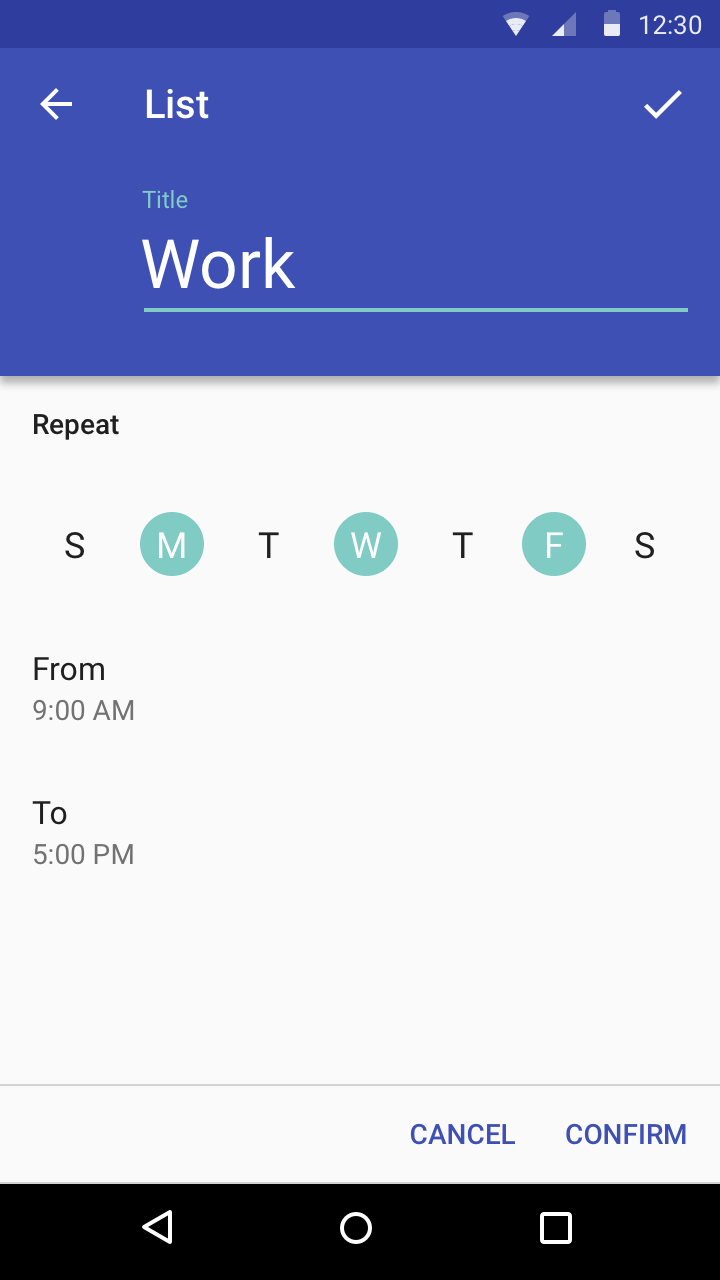 12:30
List
Title
Work
Repeat
S M T W T F S
From
9:00 AM
To
5:00 PM
CANCEL CONFIRM